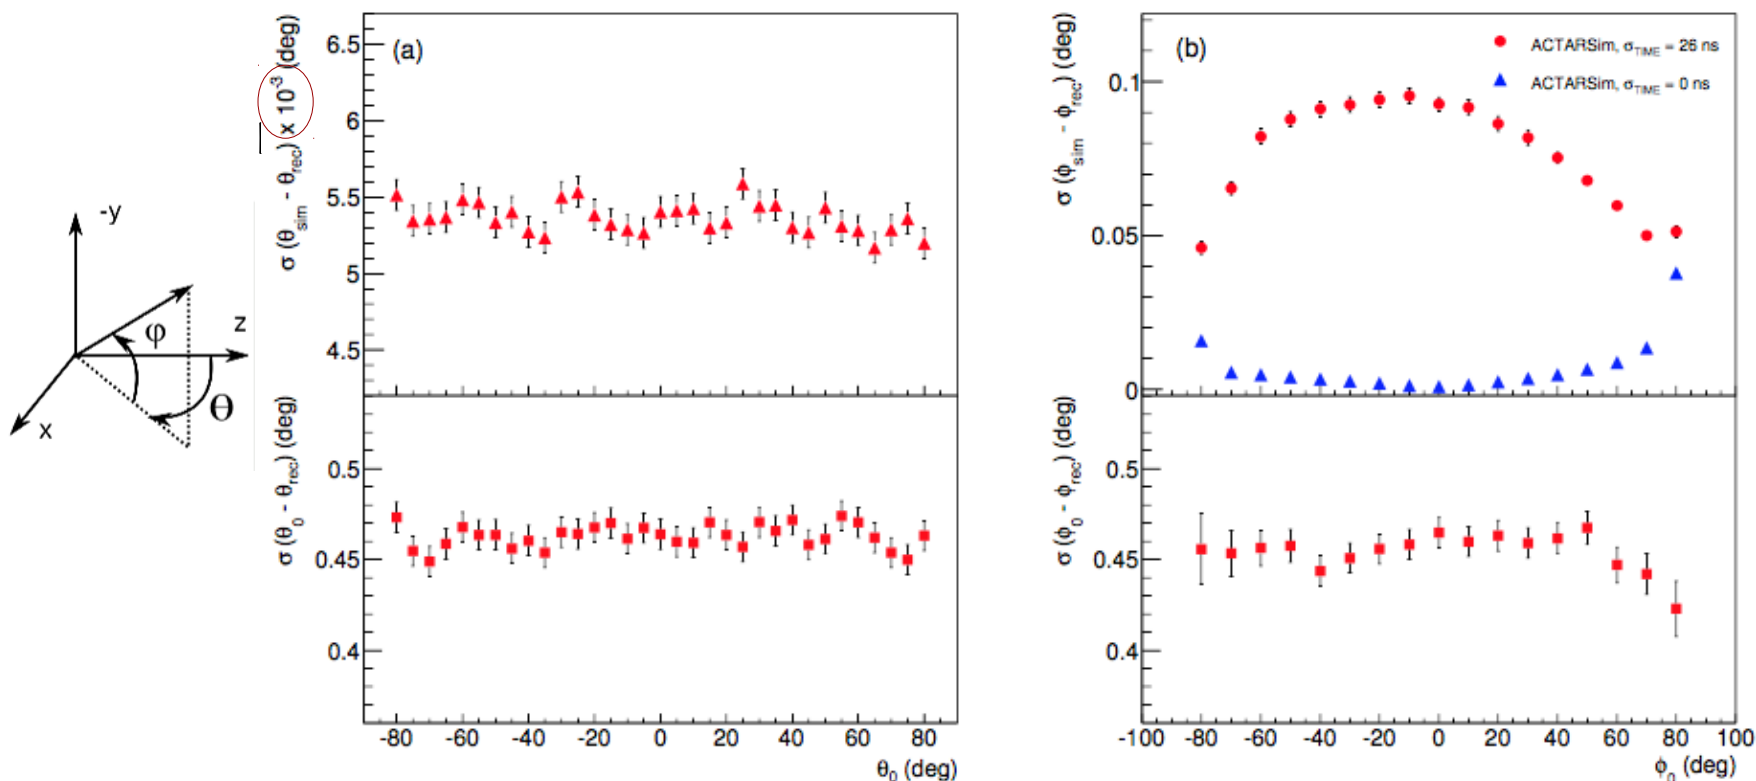 -y
φ
z
Θ
x
σ (θsim - θrec) x 10⁻³ (deg)
(a)
6.5
6
5.5
5
4.5
σ (θ0 - θrec) (deg)
0.5
0.45
0.4
-80 -60 -40 -20 0 20 40 60 80
θ0 (deg)
σ (ϕsim - ϕrec) (deg)
(b)
ACTARSim, σTIME = 26 ns
ACTARSim, σTIME = 0 ns
0.1
0.05
0
σ (ϕ0 - ϕrec) (deg)
0.5
0.45
0.4
-100 -80 -60 -40 -20 0 20 40 60 80 100
ϕ0 (deg)